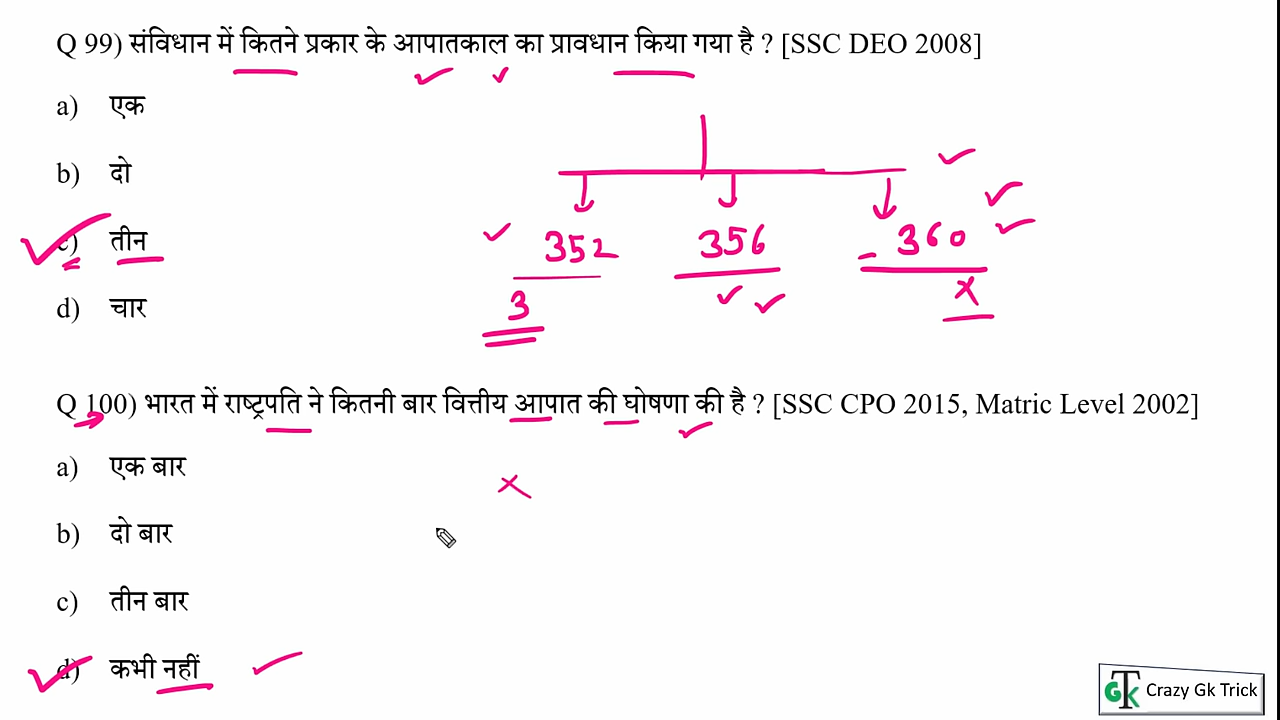 Q 99) संविधान में कितने प्रकार के आपातकाल का प्रावधान किया गया है ? [SSC DEO 2008]
a) एक
b) दो
c) तीन
d) चार
352 356 360
3 x
Q 100) भारत में राष्ट्रपति ने कितनी बार वित्तीय आपात की घोषणा की है ? [SSC CPO 2015, Matric Level 2002]
a) एक बार
b) दो बार
c) तीन बार
d) कभी नहीं
GTk Crazy Gk Trick